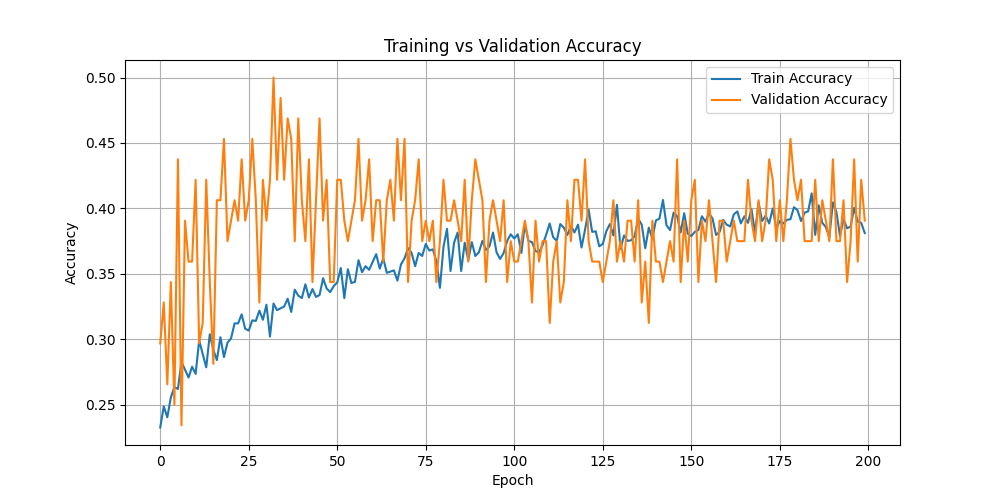 Training vs Validation Accuracy
Train Accuracy
Validation Accuracy
0.50
0.45
0.40
0.35
0.30
0.25
Accuracy
0 25 50 75 100 125 150 175 200
Epoch